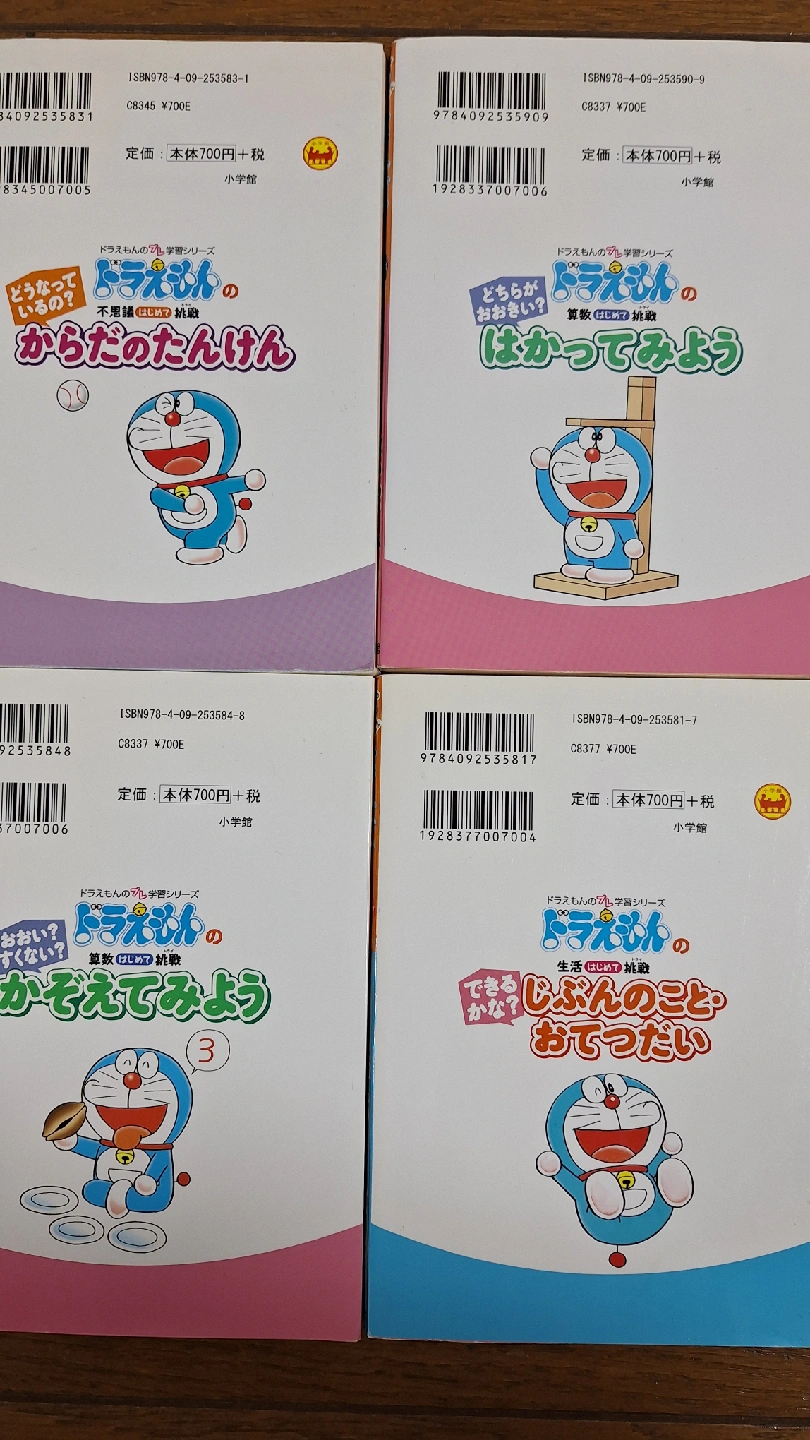 ISBN978-4-09-253583-1
C8345 ¥700E
定価：本体700円＋税
小学館
ドラえもんのプレ学習シリーズ
どうなって
いるの？
ドラえもんの
不思議はじめて挑戦
からだのたんけん
ISBN978-4-09-253590-9
9784092535909
C8337 ¥700E
定価：本体700円＋税
1928337007006
小学館
ドラえもんのプレ学習シリーズ
どちらが
おおきい？
ドラえもんの
算数はじめて挑戦
はかってみよう
ISBN978-4-09-253584-8
C8337 ¥700E
定価：本体700円＋税
小学館
ドラえもんのプレ学習シリーズ
おおい？
すくない？
ドラえもんの
算数はじめて挑戦
かぞえてみよう
3
ISBN978-4-09-253581-7
9784092535817
C8377 ¥700E
定価：本体700円＋税
1928377007004
小学館
ドラえもんのプレ学習シリーズ
ドラえもんの
生活はじめて挑戦
できる
かな？
じぶんのこと・
おてつだい